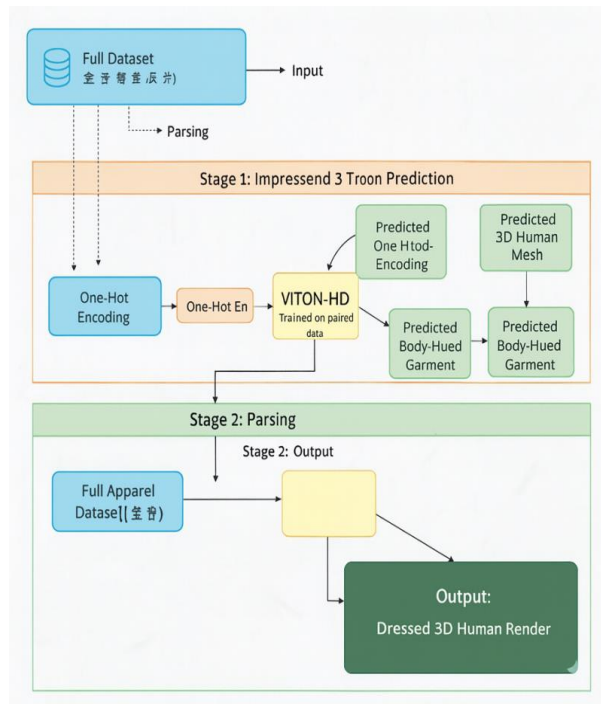 Full Dataset
Input
Parsing
Stage 1: Impressend 3 Troon Prediction
Predicted
One Htod-
Encoding
Predicted
3D Human
Mesh
One-Hot
Encoding
One-Hot En
VITON-HD
Trained on paired
data
Predicted
Body-Hued
Garment
Predicted
Body-Hued
Garment
Stage 2: Parsing
Stage 2: Output
Full Apparel
Output:
Dressed 3D Human Render